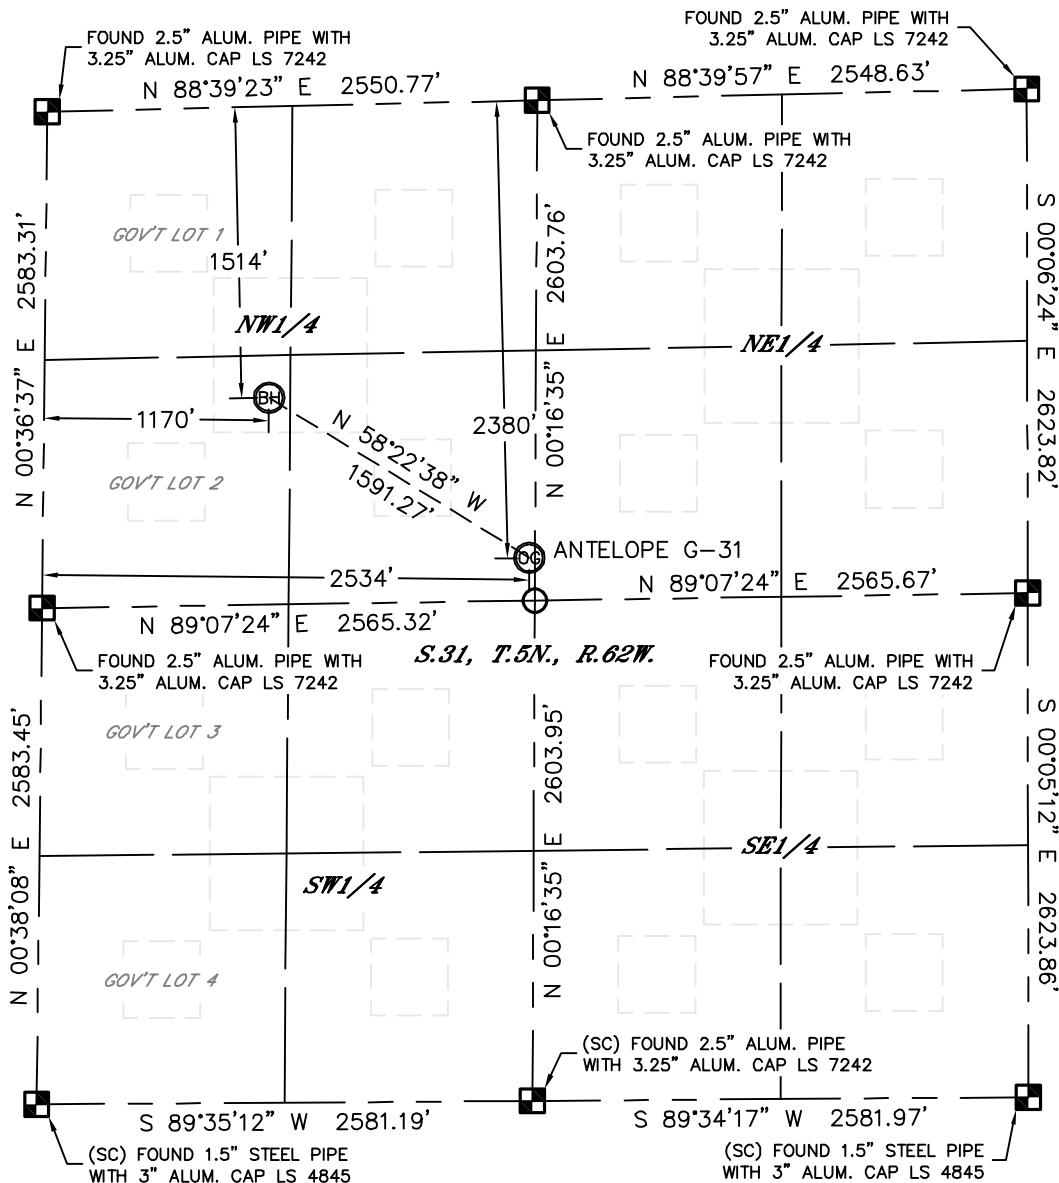 FOUND 2.5" ALUM. PIPE WITH
3.25" ALUM. CAP LS 7242
FOUND 2.5" ALUM. PIPE WITH
3.25" ALUM. CAP LS 7242
N 88°39'23" E 2550.77'
N 88°39'57" E 2548.63'
FOUND 2.5" ALUM. PIPE WITH
3.25" ALUM. CAP LS 7242
GOV'T LOT 1
1514'
N 00°36'37" E 2583.31'
N 00°16'35" E 2603.76'
S 00°06'24" E 2623.82'
NW1/4
NE1/4
BH
1170'
2380'
N 58°22'38" W
1591.27'
GOV'T LOT 2
OG ANTELOPE G-31
2534'
N 89°07'24" E 2565.67'
N 89°07'24" E 2565.32'
S.31, T.5N., R.62W.
FOUND 2.5" ALUM. PIPE WITH
3.25" ALUM. CAP LS 7242
FOUND 2.5" ALUM. PIPE WITH
3.25" ALUM. CAP LS 7242
GOV'T LOT 3
N 00°38'08" E 2583.45'
N 00°16'35" E 2603.95'
S 00°05'12" E 2623.86'
SE1/4
SW1/4
GOV'T LOT 4
(SC) FOUND 2.5" ALUM. PIPE
WITH 3.25" ALUM. CAP LS 7242
S 89°35'12" W 2581.19'
S 89°34'17" W 2581.97'
(SC) FOUND 1.5" STEEL PIPE
WITH 3" ALUM. CAP LS 4845
(SC) FOUND 1.5" STEEL PIPE
WITH 3" ALUM. CAP LS 4845